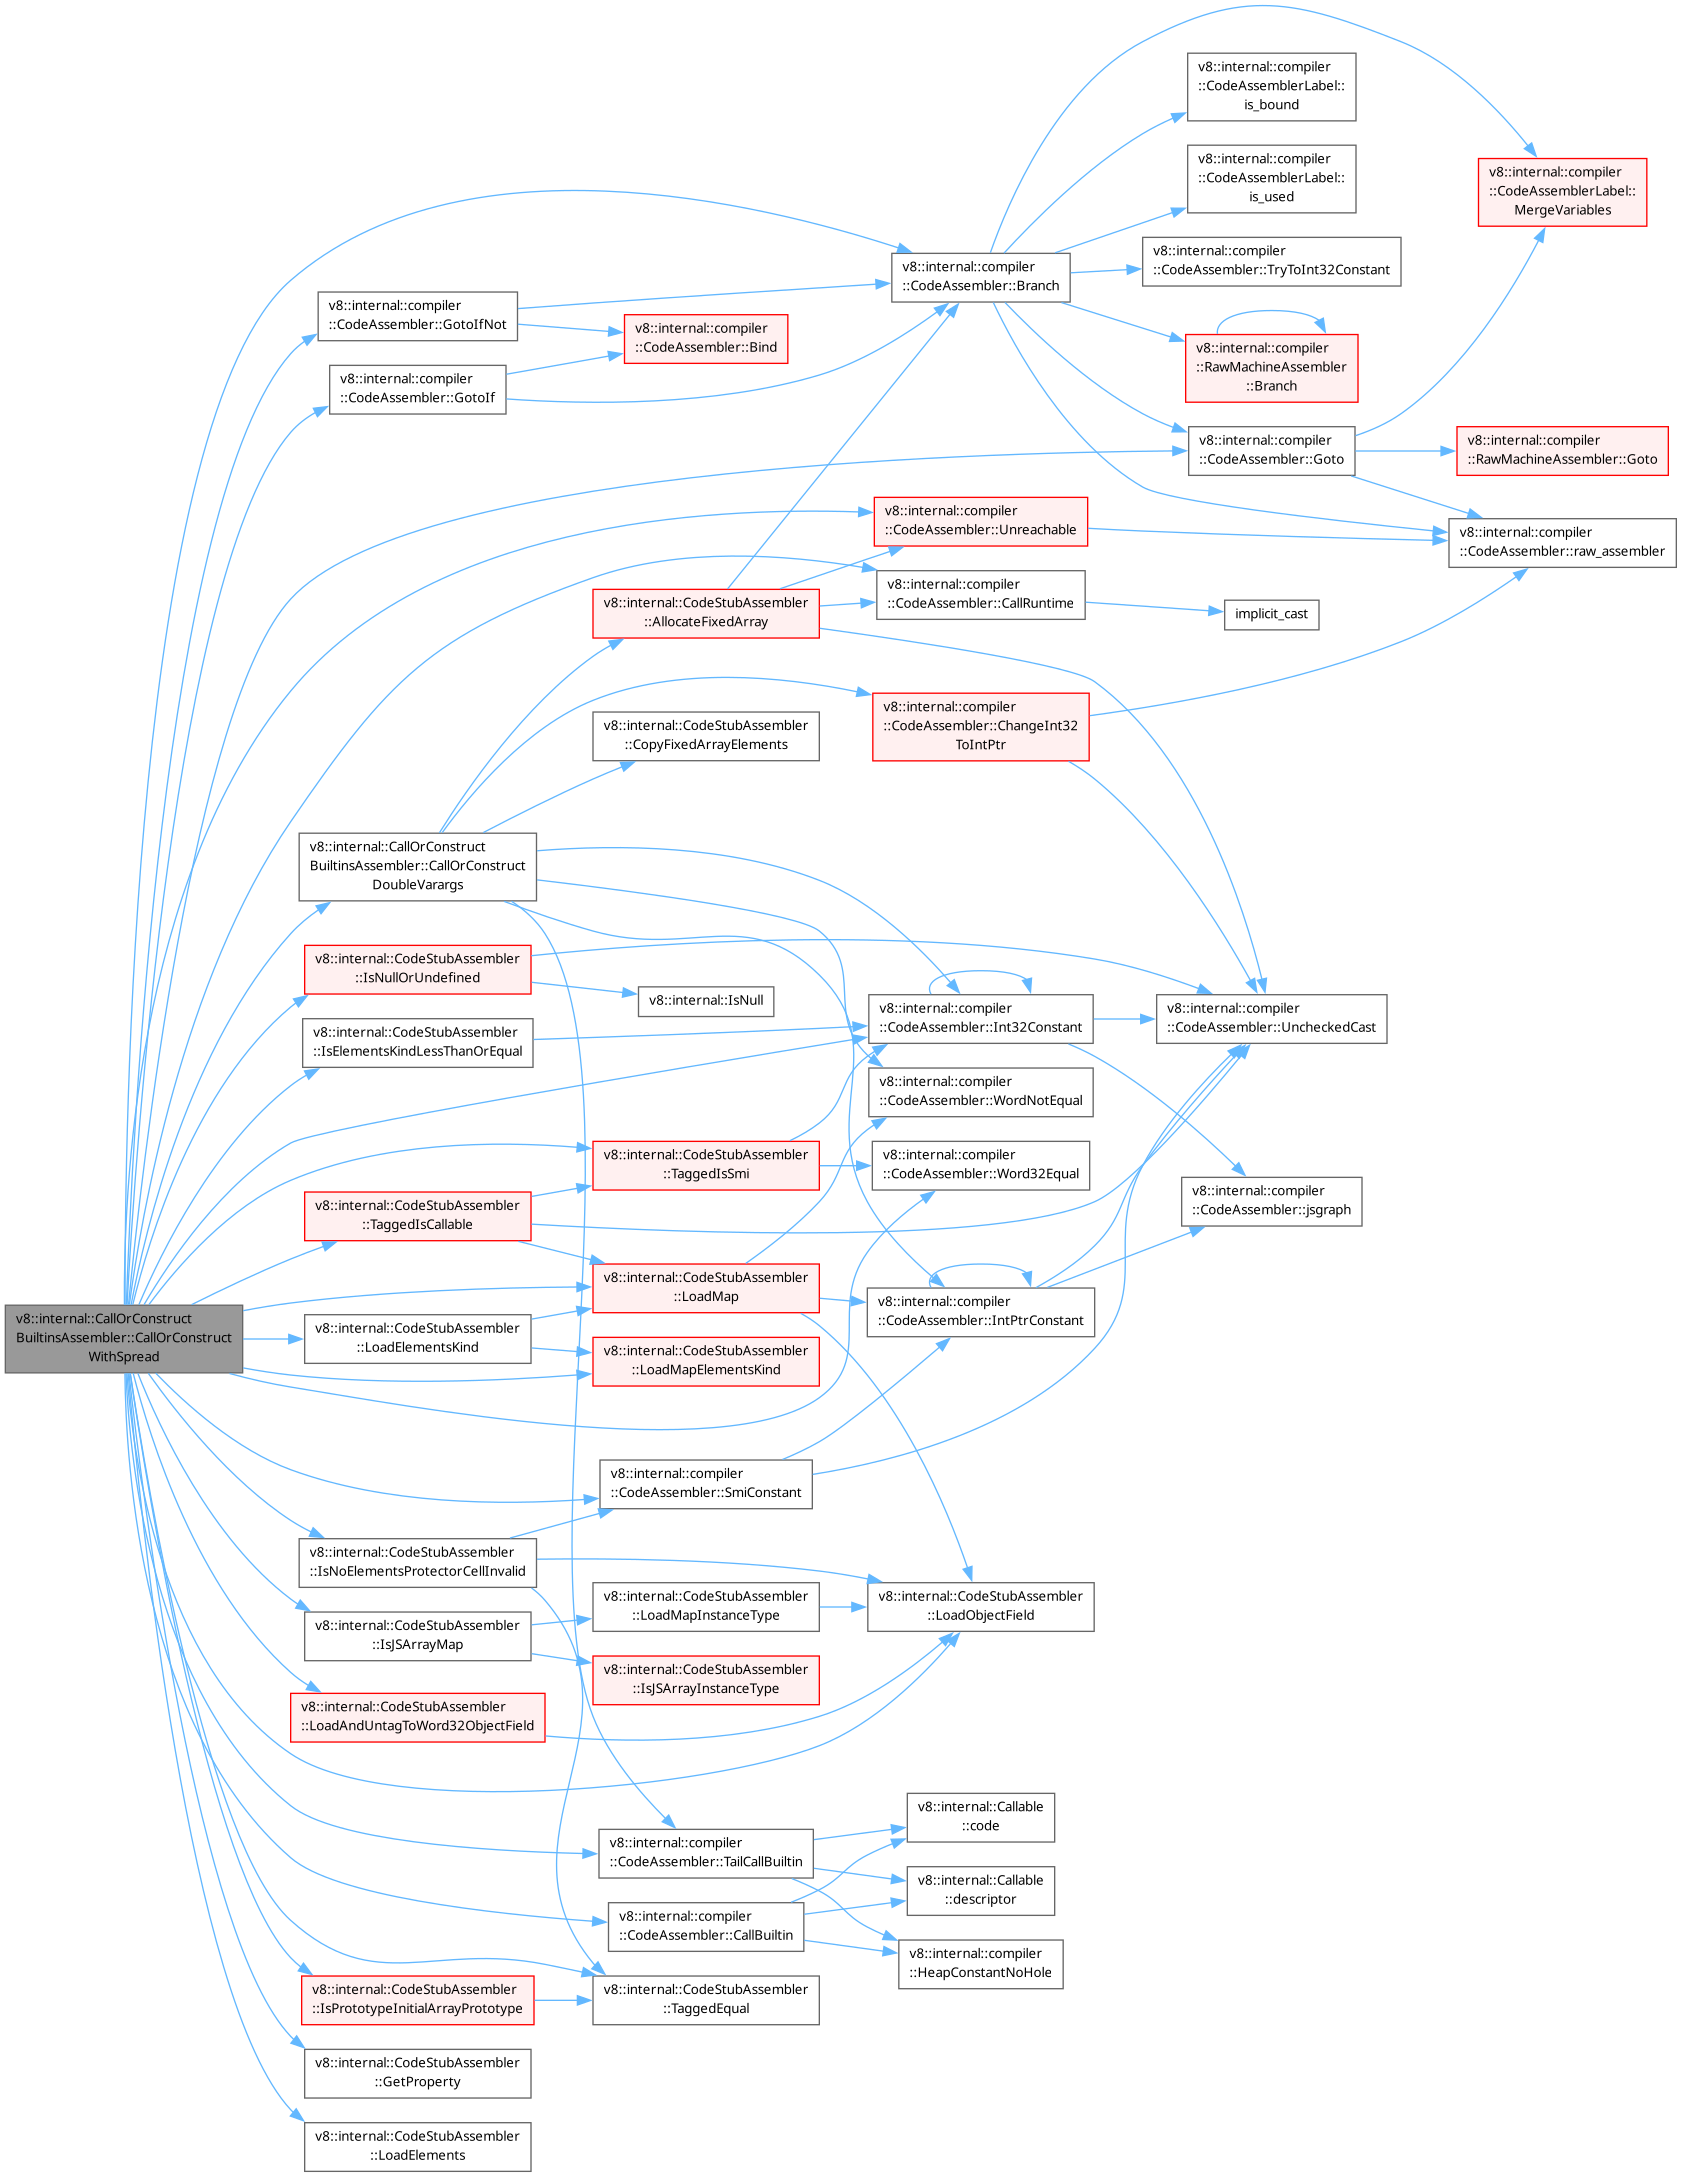 v8::internal::compiler
::CodeAssemblerLabel::
is_bound
v8::internal::compiler
::CodeAssemblerLabel::
is_used
v8::internal::compiler
::CodeAssemblerLabel::
MergeVariables
v8::internal::compiler
::CodeAssembler::TryToInt32Constant
v8::internal::compiler
::CodeAssembler::Branch
v8::internal::compiler
::CodeAssembler::GotoIfNot
v8::internal::compiler
::CodeAssembler::Bind
v8::internal::compiler
::RawMachineAssembler
::Branch
v8::internal::compiler
::CodeAssembler::GotoIf
v8::internal::compiler
::CodeAssembler::Goto
v8::internal::compiler
::RawMachineAssembler::Goto
v8::internal::compiler
::CodeAssembler::Unreachable
v8::internal::compiler
::CodeAssembler::raw_assembler
v8::internal::compiler
::CodeAssembler::CallRuntime
v8::internal::CodeStubAssembler
::AllocateFixedArray
implicit_cast
v8::internal::compiler
::CodeAssembler::ChangeInt32
ToIntPtr
v8::internal::CodeStubAssembler
::CopyFixedArrayElements
v8::internal::CallOrConstruct
BuiltinsAssembler::CallOrConstruct
DoubleVarargs
v8::internal::CodeStubAssembler
::IsNullOrUndefined
v8::internal::IsNull
v8::internal::compiler
::CodeAssembler::Int32Constant
v8::internal::compiler
::CodeAssembler::UncheckedCast
v8::internal::CodeStubAssembler
::IsElementsKindLessThanOrEqual
v8::internal::compiler
::CodeAssembler::WordNotEqual
v8::internal::CodeStubAssembler
::TaggedIsSmi
v8::internal::compiler
::CodeAssembler::Word32Equal
v8::internal::CodeStubAssembler
::TaggedIsCallable
v8::internal::compiler
::CodeAssembler::jsgraph
v8::internal::CodeStubAssembler
::LoadMap
v8::internal::compiler
::CodeAssembler::IntPtrConstant
v8::internal::CallOrConstruct
BuiltinsAssembler::CallOrConstruct
WithSpread
v8::internal::CodeStubAssembler
::LoadElementsKind
v8::internal::CodeStubAssembler
::LoadMapElementsKind
v8::internal::compiler
::CodeAssembler::SmiConstant
v8::internal::CodeStubAssembler
::IsNoElementsProtectorCellInvalid
v8::internal::CodeStubAssembler
::LoadMapInstanceType
v8::internal::CodeStubAssembler
::LoadObjectField
v8::internal::CodeStubAssembler
::IsJSArrayMap
v8::internal::CodeStubAssembler
::IsJSArrayInstanceType
v8::internal::CodeStubAssembler
::LoadAndUntagToWord32ObjectField
v8::internal::Callable
::code
v8::internal::compiler
::CodeAssembler::TailCallBuiltin
v8::internal::Callable
::descriptor
v8::internal::compiler
::CodeAssembler::CallBuiltin
v8::internal::compiler
::HeapConstantNoHole
v8::internal::CodeStubAssembler
::IsPrototypeInitialArrayPrototype
v8::internal::CodeStubAssembler
::TaggedEqual
v8::internal::CodeStubAssembler
::GetProperty
v8::internal::CodeStubAssembler
::LoadElements